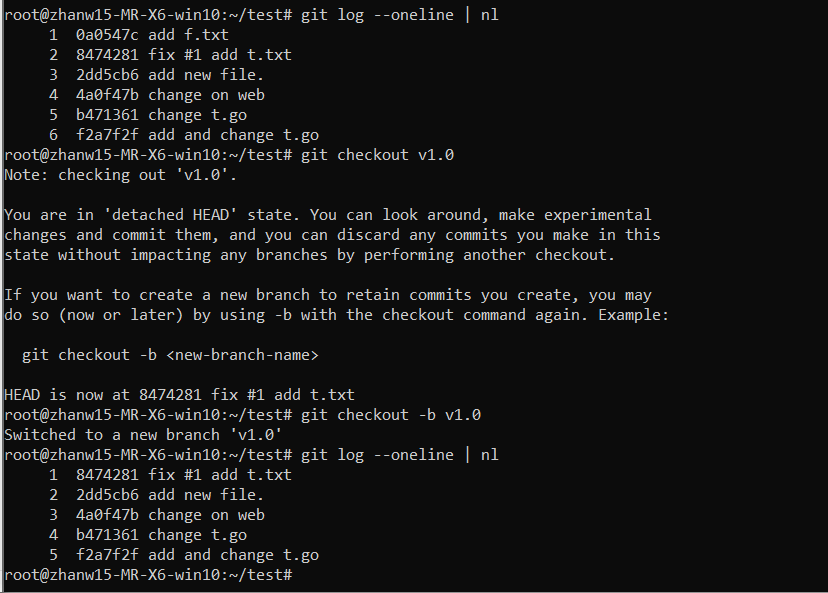 root@zhanw15-MR-X6-win10:~/test# git log --oneline | nl
1 0a0547c add f.txt
2 8474281 fix #1 add t.txt
3 2dd5cb6 add new file.
4 4a0f47b change on web
5 b471361 change t.go
6 f2a7f2f add and change t.go
root@zhanw15-MR-X6-win10:~/test# git checkout v1.0
Note: checking out 'v1.0'.
You are in 'detached HEAD' state. You can look around, make experimental
changes and commit them, and you can discard any commits you make in this
state without impacting any branches by performing another checkout.
If you want to create a new branch to retain commits you create, you may
do so (now or later) by using -b with the checkout command again. Example:
git checkout -b <new-branch-name>
HEAD is now at 8474281 fix #1 add t.txt
root@zhanw15-MR-X6-win10:~/test# git checkout -b v1.0
Switched to a new branch 'v1.0'
root@zhanw15-MR-X6-win10:~/test# git log --oneline | nl
1 8474281 fix #1 add t.txt
2 2dd5cb6 add new file.
3 4a0f47b change on web
4 b471361 change t.go
5 f2a7f2f add and change t.go
root@zhanw15-MR-X6-win10:~/test#